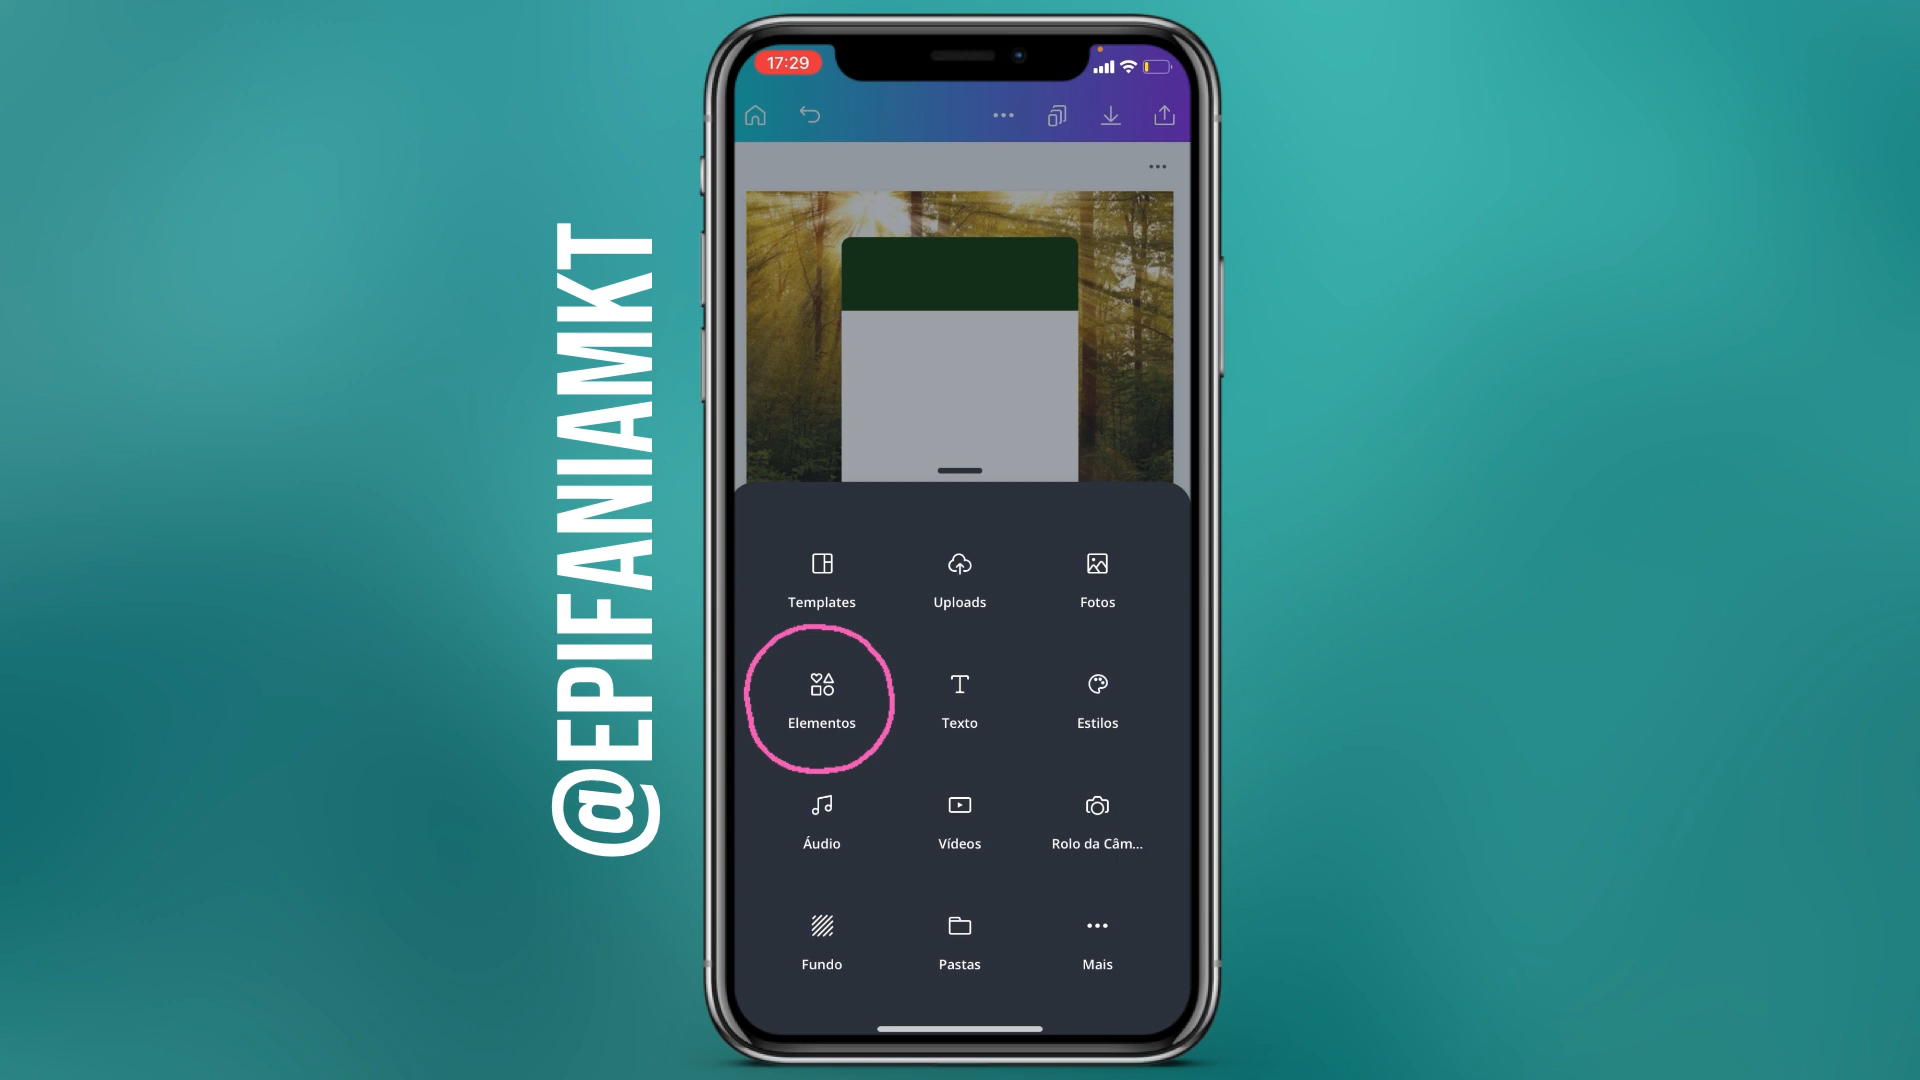 @EPIFANIAMKT
17:29
Templates
Uploads
Fotos
Elementos
Texto
Estilos
Áudio
Vídeos
Rolo da Câm...
Fundo
Pastas
Mais